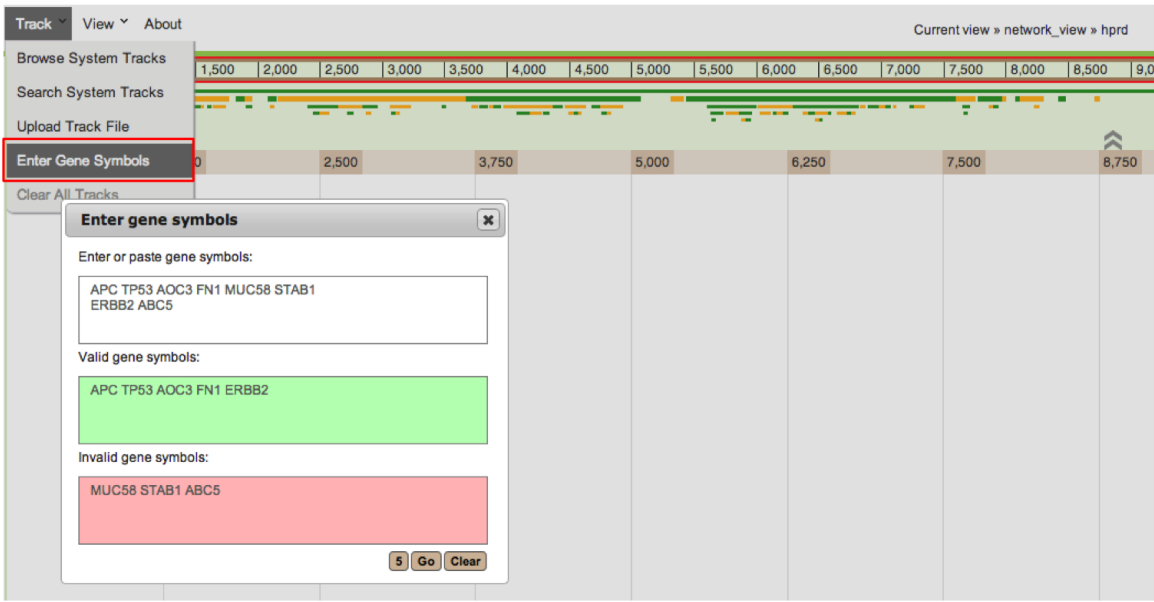 Track View About
Current view » network_view » hprd
Browse System Tracks
Search System Tracks
Upload Track File
Enter Gene Symbols
Clear All Tracks
1,500 2,000 2,500 3,000 3,500 4,000 4,500 5,000 5,500 6,000 6,500 7,000 7,500 8,000 8,500 9,0
0 2,500 3,750 5,000 6,250 7,500 8,750
Enter gene symbols
Enter or paste gene symbols:
APC TP53 AOC3 FN1 MUC58 STAB1
ERBB2 ABC5
Valid gene symbols:
APC TP53 AOC3 FN1 ERBB2
Invalid gene symbols:
MUC58 STAB1 ABC5
5 Go Clear